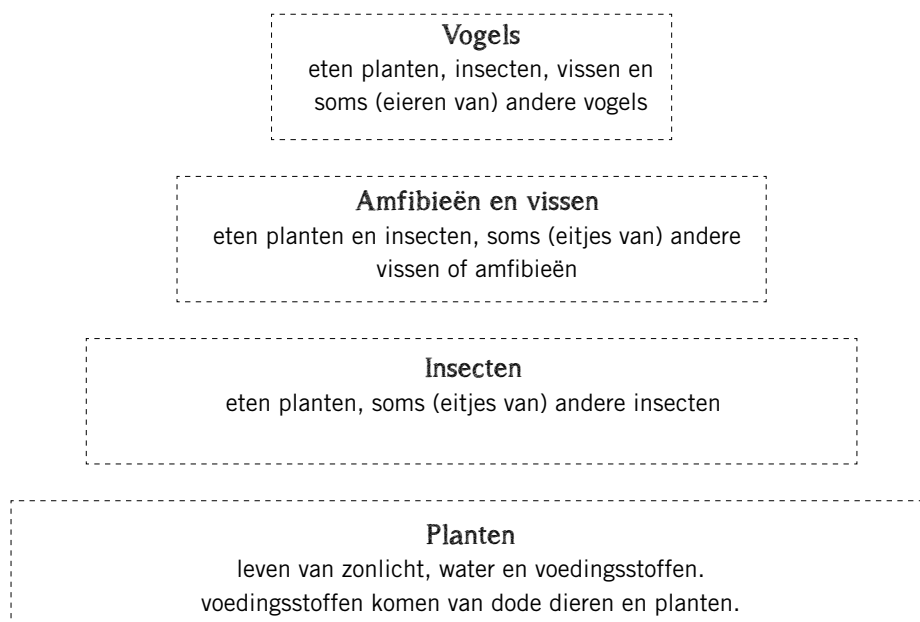 Vogels
eten planten, insecten, vissen en
soms (eieren van) andere vogels
Amfibieën en vissen
eten planten en insecten, soms (eitjes van) andere
vissen of amfibieën
Insecten
eten planten, soms (eitjes van) andere insecten
Planten
leven van zonlicht, water en voedingsstoffen.
voedingsstoffen komen van dode dieren en planten.